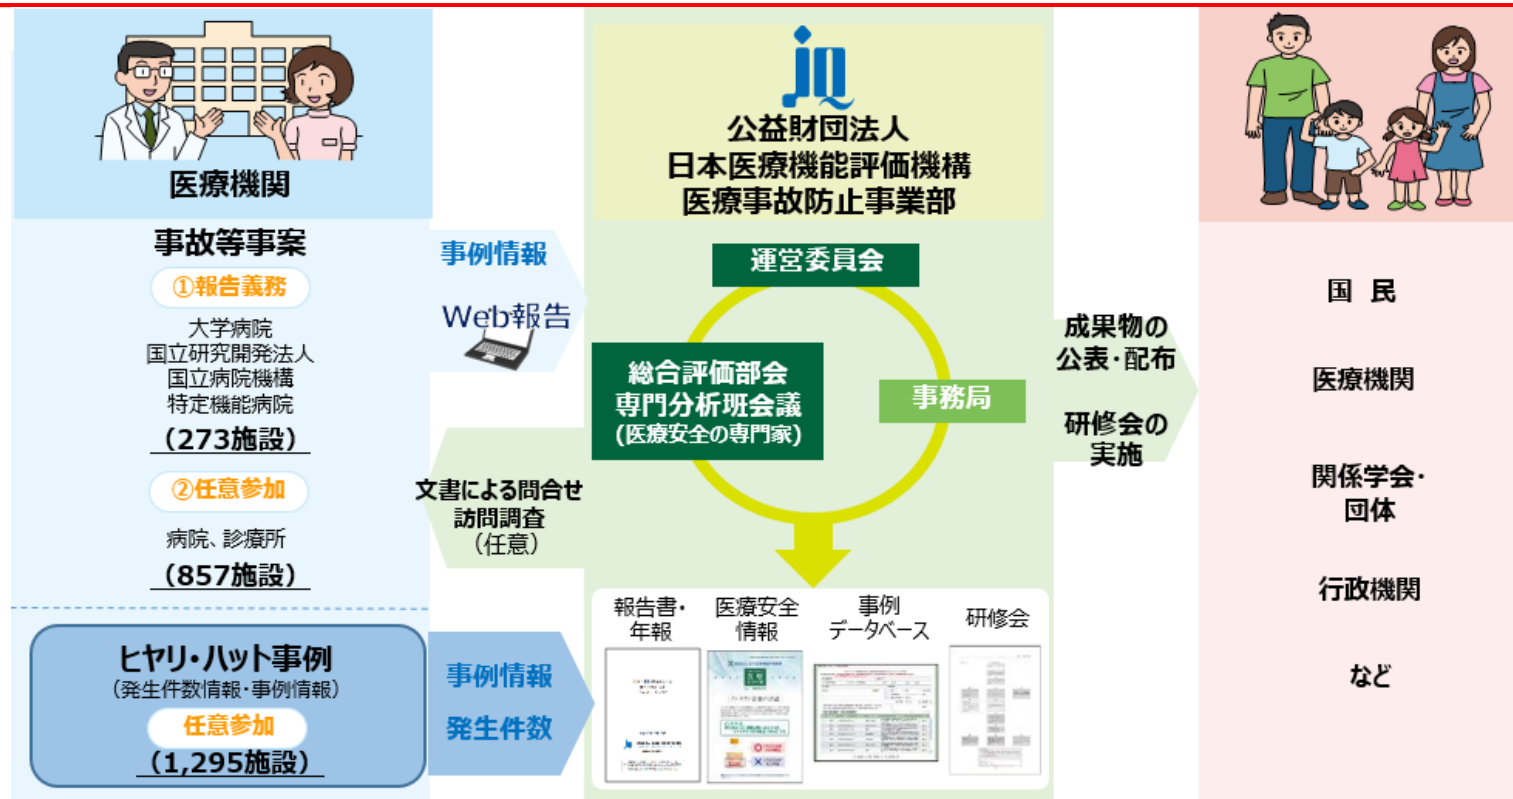 医療機関
事故等事案
①報告義務
大学病院
国立研究開発法人
国立病院機構
特定機能病院
(273施設)
②任意参加
病院、診療所
(857施設)
ヒヤリ・ハット事例
(発生件数情報・事例情報)
任意参加
(1,295施設)
事例情報
Web報告
文書による問合せ
訪問調査
(任意)
事例情報
発生件数
jq
公益財団法人
日本医療機能評価機構
医療事故防止事業部
運営委員会
総合評価部会
専門分析班会議
(医療安全の専門家)
事務局
報告書・
年報
医療安全
情報
事例
データベース
研修会
成果物の
公表・配布
研修会の
実施
国 民
医療機関
関係学会・
団体
行政機関
など